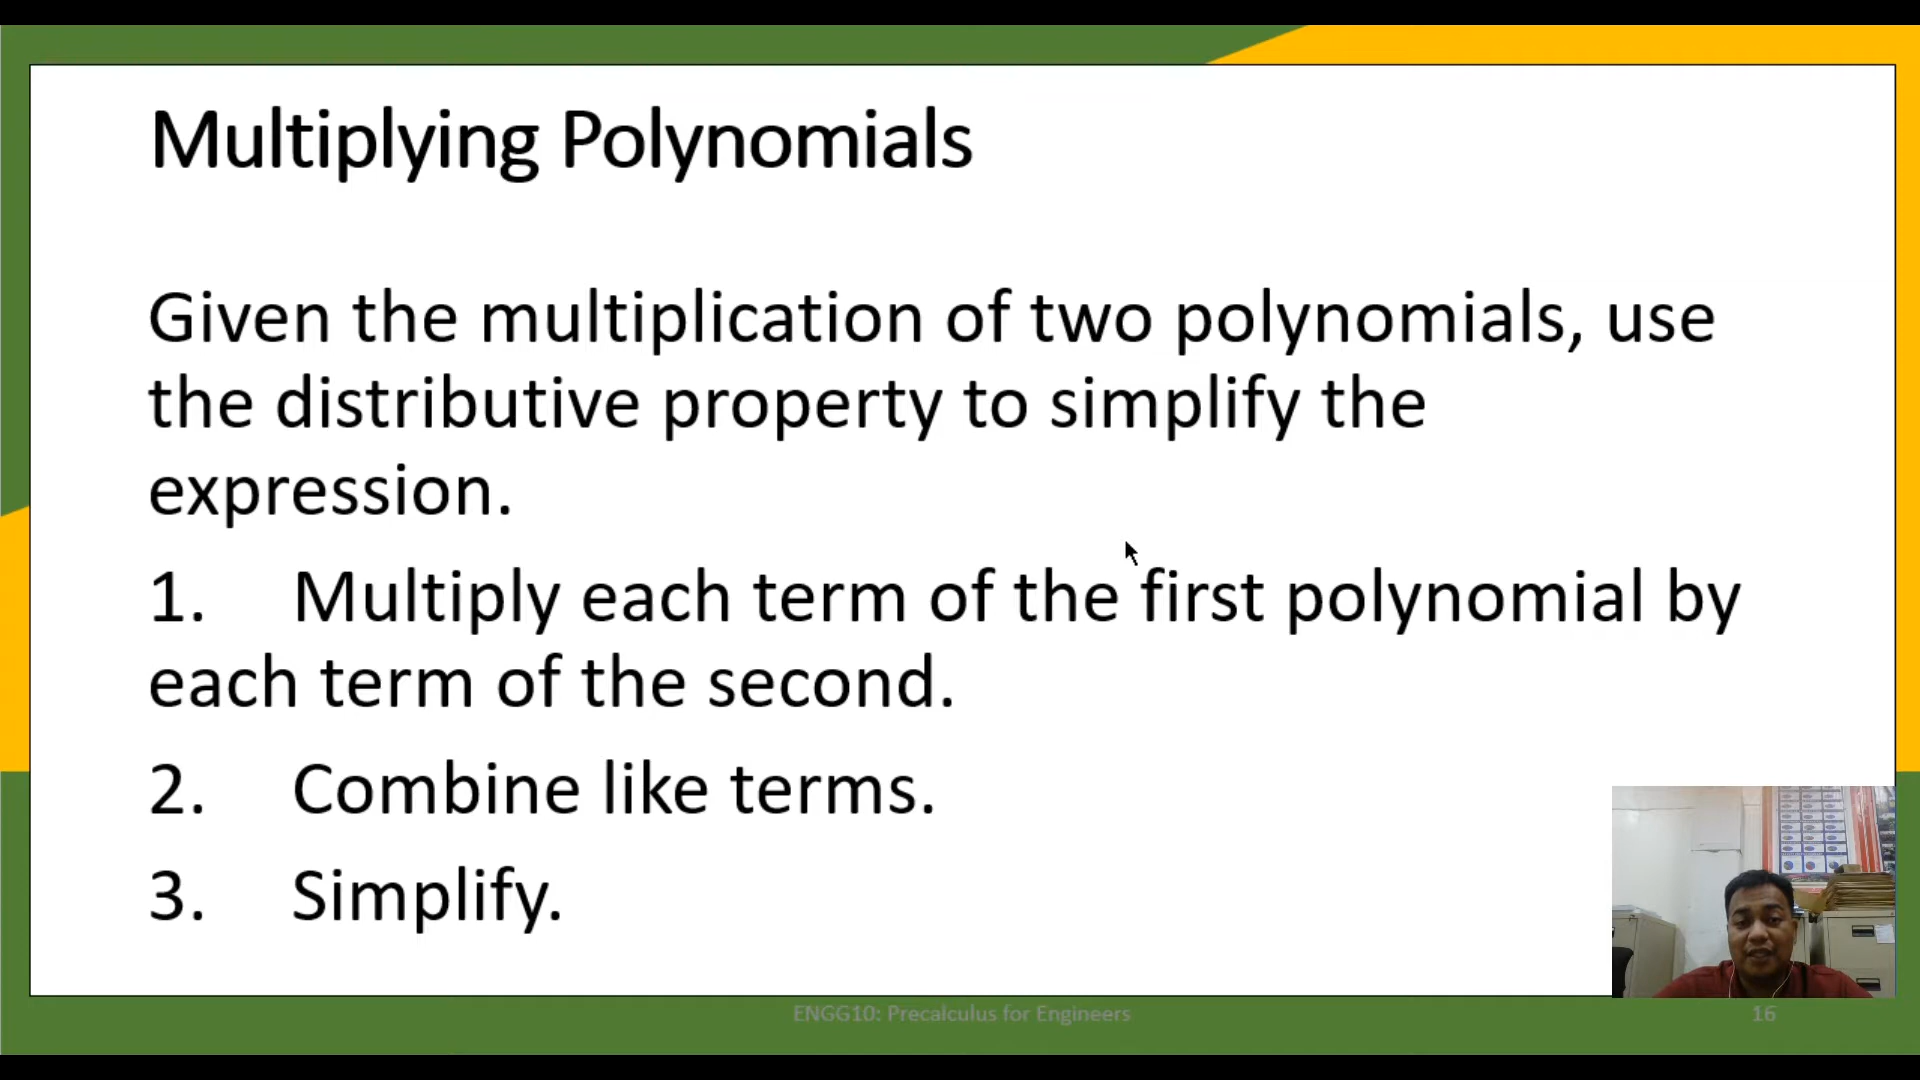 Multiplying Polynomials
Given the multiplication of two polynomials, use
the distributive property to simplify the
expression.
1. Multiply each term of the first polynomial by
each term of the second.
2. Combine like terms.
3. Simplify.
ENGG10: Precalculus for Engineers
16